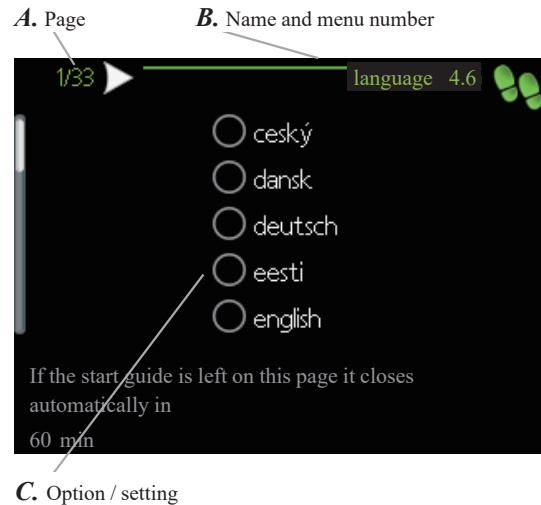 A. Page
B. Name and menu number
1/33
language 4.6
ceský
dansk
deutsch
eesti
english
If the start guide is left on this page it closes
automatically in
60 min
C. Option / setting